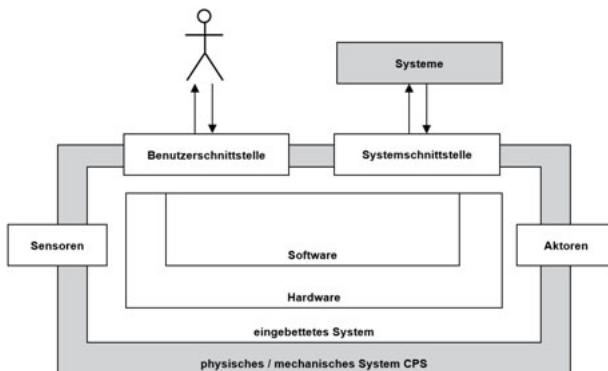 Systeme
Benutzerschnittstelle
Systemschnittstelle
Sensoren
Aktoren
Software
Hardware
eingebettetes System
physisches / mechanisches System CPS